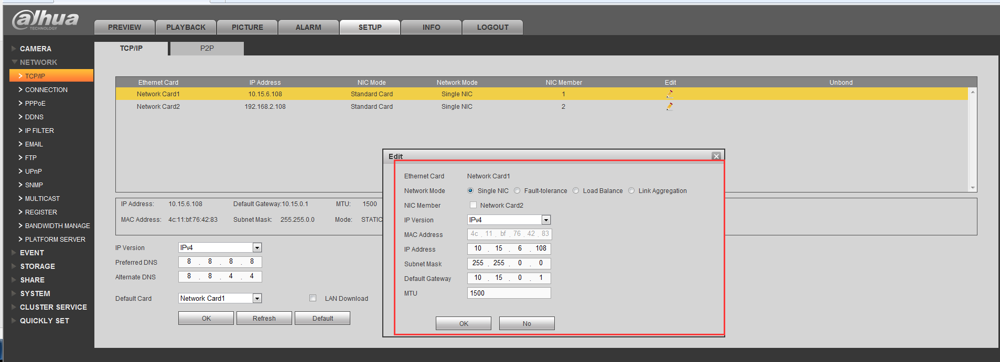 alhua
TECHNOLOGY
PREVIEW PLAYBACK PICTURE ALARM SETUP INFO LOGOUT
CAMERA
NETWORK
TCP/IP
CONNECTION
PPPoE
DDNS
IP FILTER
EMAIL
FTP
UPnP
SNMP
MULTICAST
REGISTER
BANDWIDTH MANAGE
PLATFORM SERVER
EVENT
STORAGE
SHARE
SYSTEM
CLUSTER SERVICE
QUICKLY SET
TCP/IP P2P
Ethernet Card IP Address NIC Mode Network Mode NIC Member Edit Unbond
Network Card1 10.15.6.108 Standard Card Single NIC 1
Network Card2 192.168.2.108 Standard Card Single NIC 2
IP Address: 10.15.6.108 Default Gateway:10.15.0.1 MTU: 1500
MAC Address: 4c:11:bf:76:42:83 Subnet Mask: 255.255.0.0 Mode: STATIC
IP Version IPv4
Preferred DNS 8 . 8 . 8 . 8
Alternate DNS 8 . 8 . 4 . 4
Default Card Network Card1 LAN Download
OK Refresh Default
Edit
Ethernet Card Network Card1
Network Mode Single NIC Fault-tolerance Load Balance Link Aggregation
NIC Member Network Card2
IP Version IPv4
MAC Address 4c . 11 . bf . 76 . 42 . 83
IP Address 10 . 15 . 6 . 108
Subnet Mask 255 . 255 . 0 . 0
Default Gateway 10 . 15 . 0 . 1
MTU 1500
OK No